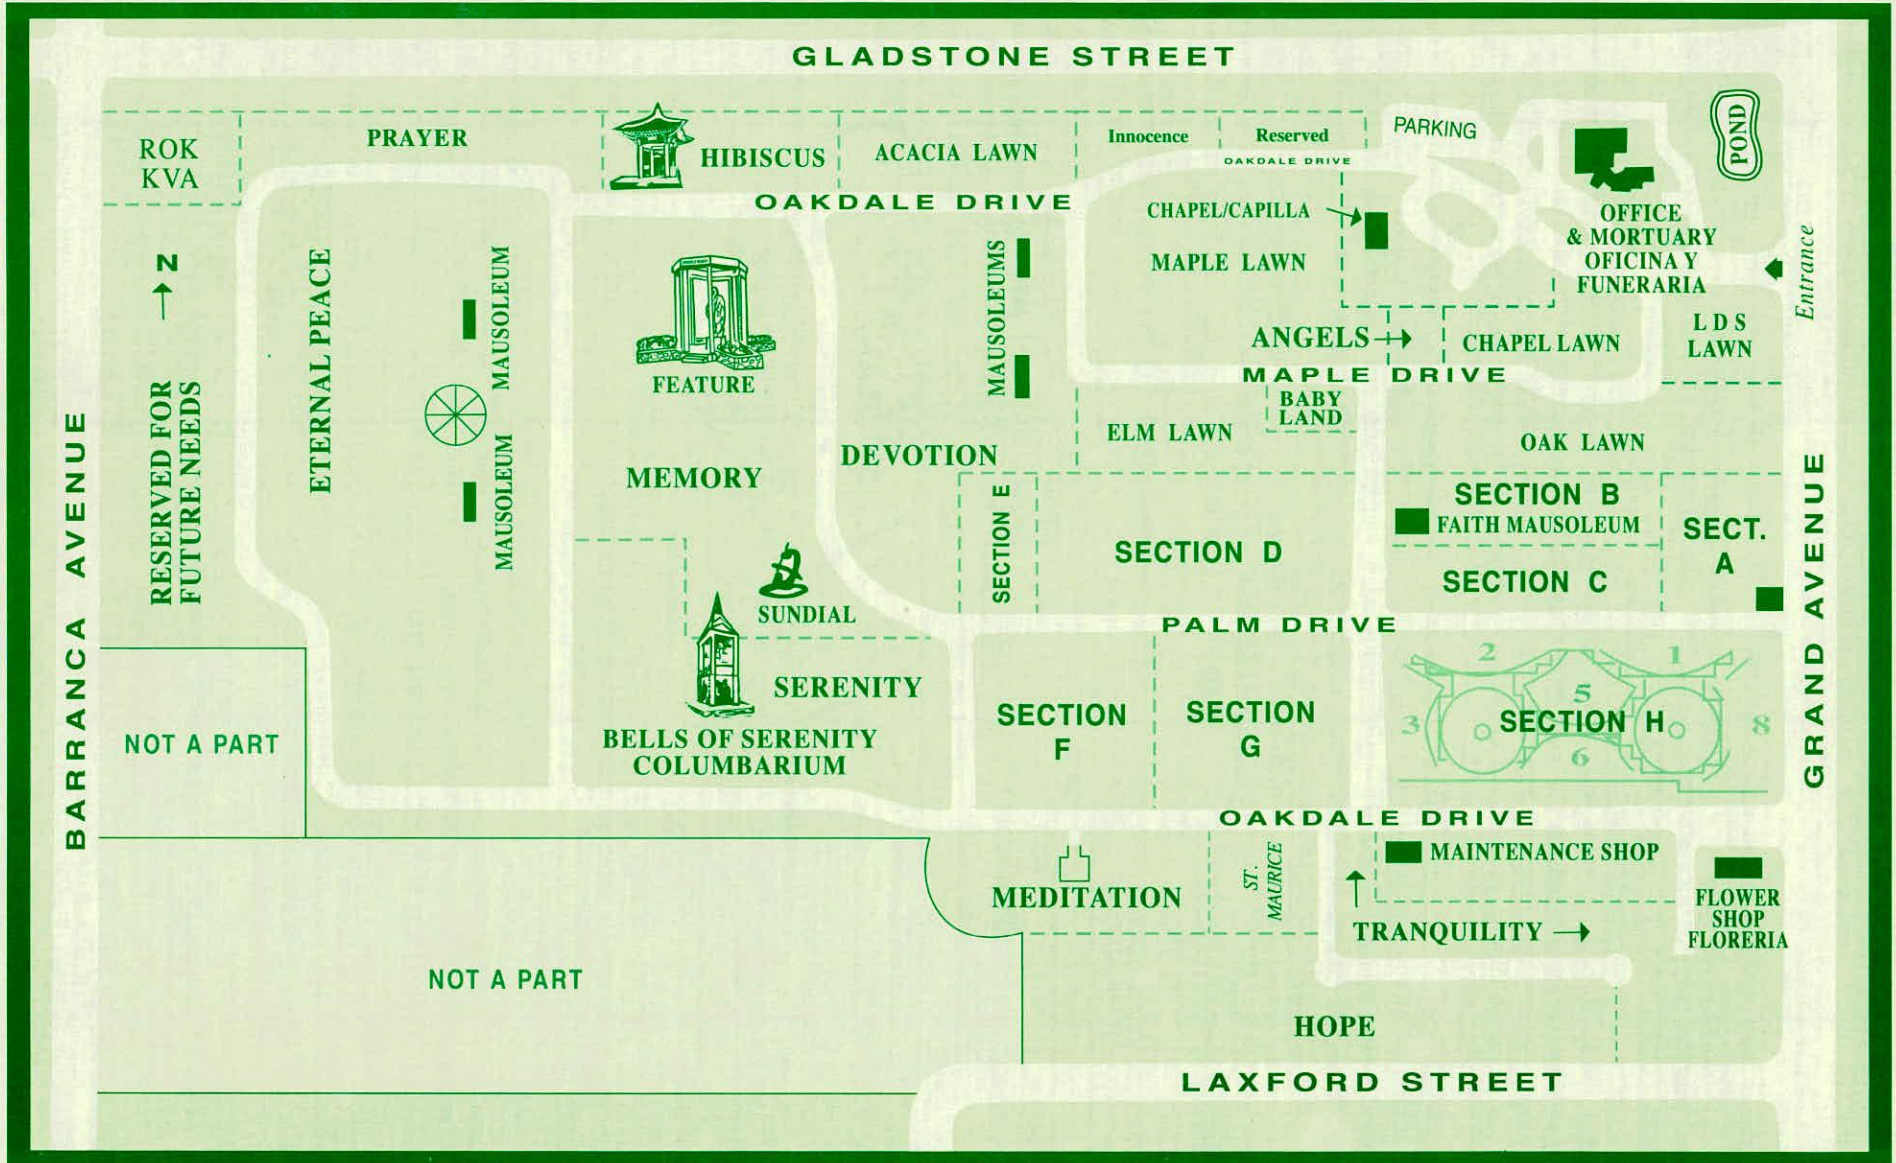 GLADSTONE STREET
ROK
KVA
PRAYER
HIBISCUS
ACACIA LAWN
Innocence
Reserved
OAKDALE DRIVE
PARKING
POND
OAKDALE DRIVE
CHAPEL/CAPILLA
MAPLE LAWN
OFFICE
& MORTUARY
OFICINA Y
FUNERARIA
Entrance
N
ETERNAL PEACE
MAUSOLEUM
MAUSOLEUM
FEATURE
MAUSOLEUMS
ANGELS
CHAPEL LAWN
L D S
LAWN
MAPLE DRIVE
BABY
LAND
ELM LAWN
OAK LAWN
RESERVED FOR
FUTURE NEEDS
BARRANCA AVENUE
MEMORY
DEVOTION
SECTION E
SECTION D
SECTION B
FAITH MAUSOLEUM
SECTION C
SECT.
A
GRAND AVENUE
SUNDIAL
PALM DRIVE
SERENITY
BELLS OF SERENITY
COLUMBARIUM
SECTION
F
SECTION
G
2
1
5
3
SECTION H
8
6
NOT A PART
OAKDALE DRIVE
MEDITATION
ST.
MAURICE
MAINTENANCE SHOP
TRANQUILITY
FLOWER
SHOP
FLORERIA
NOT A PART
HOPE
LAXFORD STREET